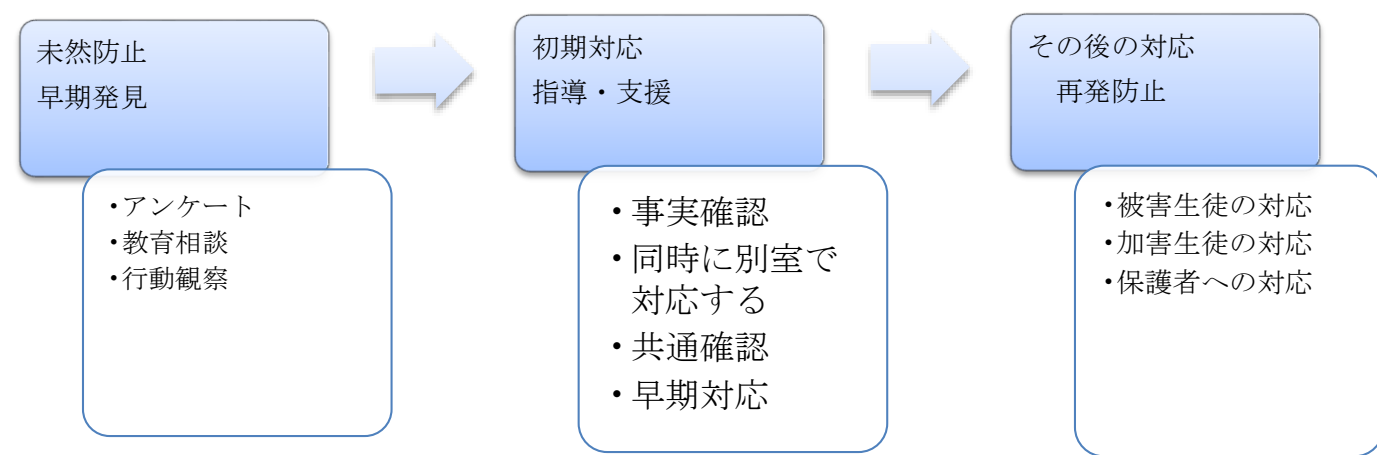 未然防止
早期発見
・アンケート
・教育相談
・行動観察
初期対応
指導・支援
・事実確認
・同時に別室で
対応する
・共通確認
・早期対応
その後の対応
再発防止
・被害生徒の対応
・加害生徒の対応
・保護者への対応